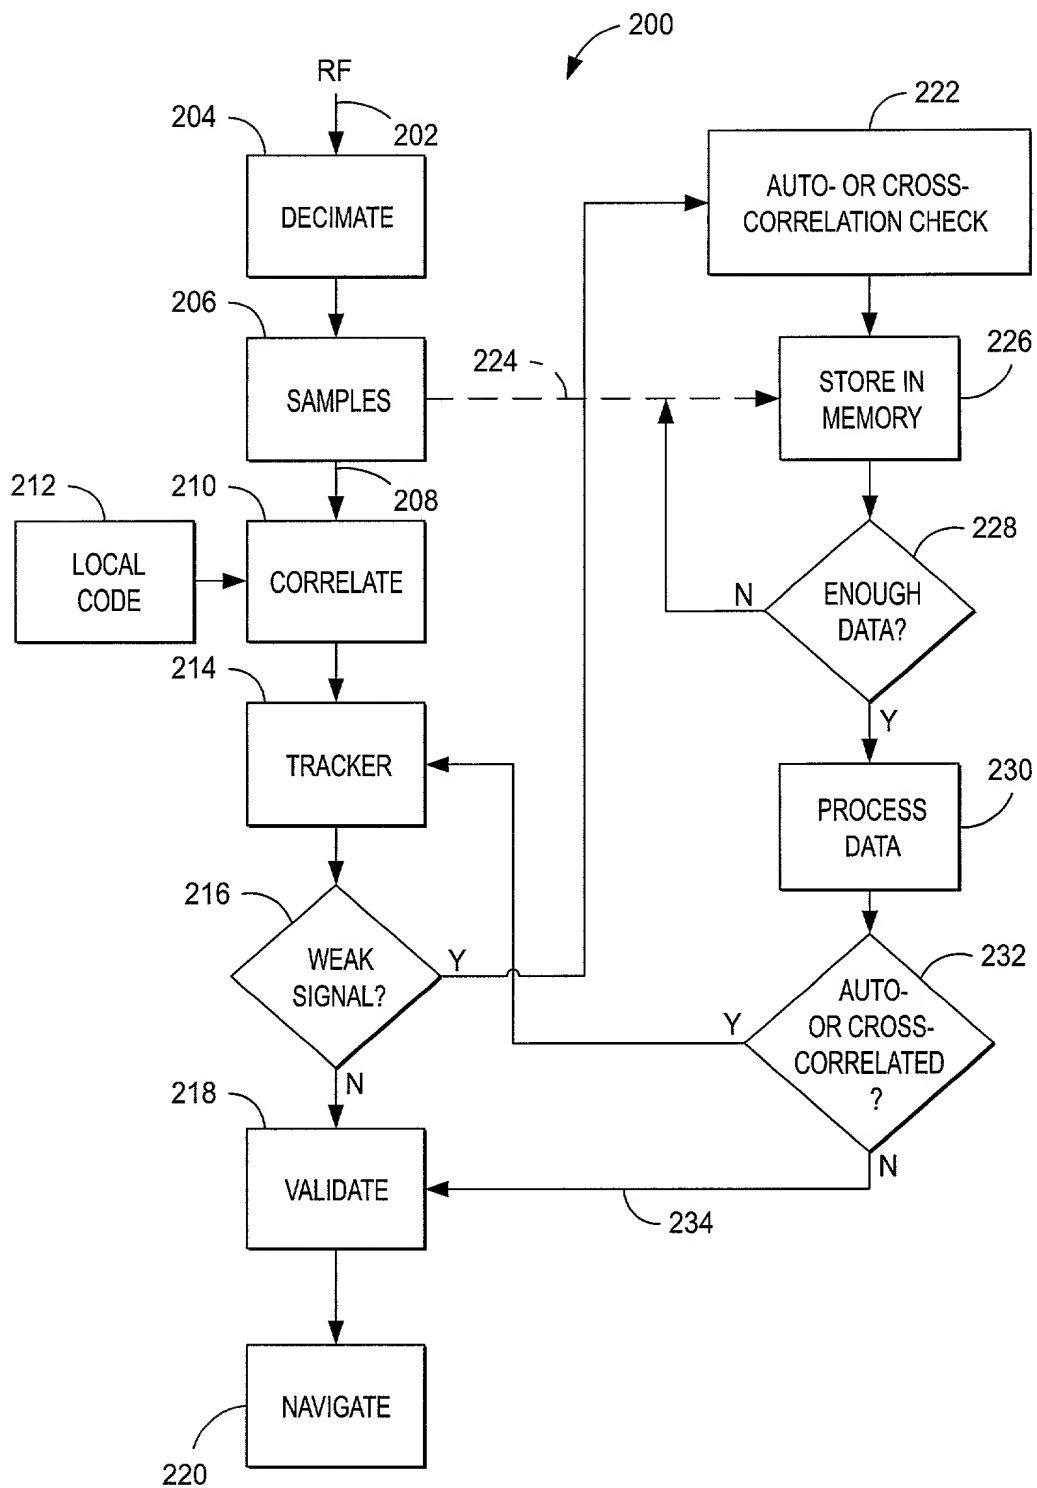 200
RF
202
204
DECIMATE
222
AUTO- OR CROSS-
CORRELATION CHECK
206
SAMPLES
224
226
STORE IN
MEMORY
208
210
212
LOCAL
CODE
CORRELATE
228
ENOUGH
DATA?
N
Y
214
TRACKER
230
PROCESS
DATA
216
WEAK
SIGNAL?
Y
N
232
AUTO-
OR CROSS-
CORRELATED
?
Y
N
218
VALIDATE
234
NAVIGATE
220